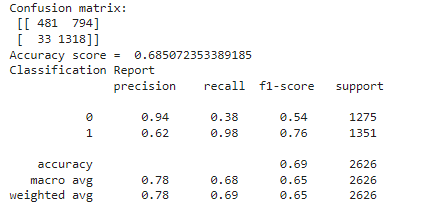 Confusion matrix:
[[ 481  794]
[  33 1318]]
Accuracy score =  0.685072353389185
Classification Report
precision    recall  f1-score   support
0       0.94      0.38      0.54      1275
1       0.62      0.98      0.76      1351
accuracy                           0.69      2626
macro avg       0.78      0.68      0.65      2626
weighted avg       0.78      0.69      0.65      2626